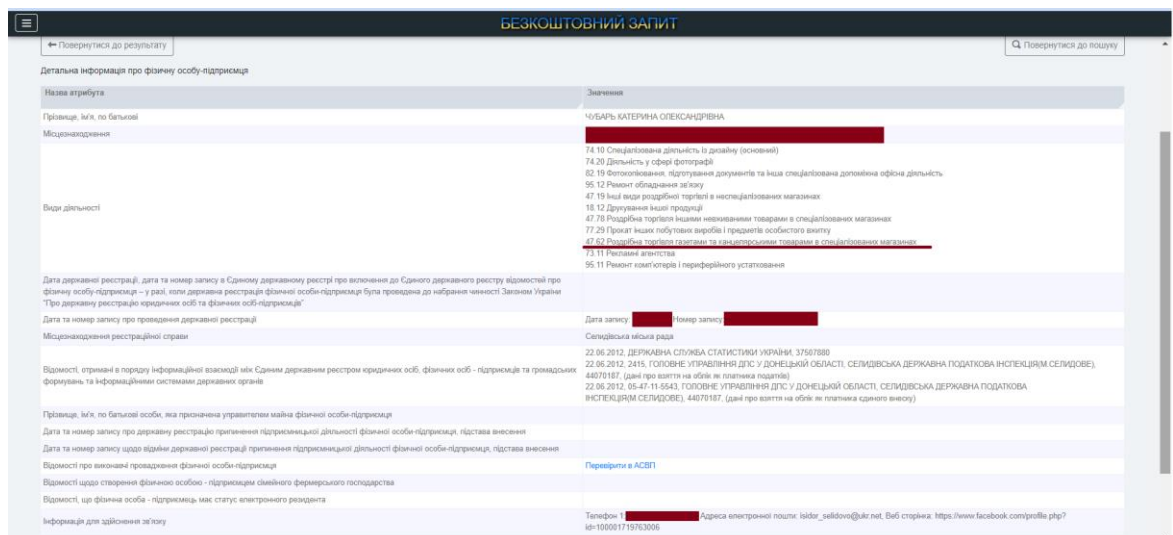 БЕЗКОШТОВНИЙ ЗАПИТ
Повернутися до результату
Повернутися до пошуку
Детальна інформація про фізичну особу-підприємця
Назва атрибута
Значення
Прізвище, ім'я, по батькові
ЧУБАРЬ КАТЕРИНА ОЛЕКСАНДРІВНА
Місцезнаходження
Види діяльності
74.10 Спеціалізована діяльність із дизайну (основний)
74.20 Діяльність у сфері фотографії
82.19 Фотокопіювання, підготування документів та інша спеціалізована допоміжна офісна діяльність
95.12 Ремонт обладнання зв'язку
47.19 Інші види роздрібної торгівлі в неспеціалізованих магазинах
18.12 Друкування іншої продукції
47.78 Роздрібна торгівля іншими невживаними товарами в спеціалізованих магазинах
77.29 Прокат інших побутових виробів і предметів особистого вжитку
47.62 Роздрібна торгівля газетами та канцелярськими товарами в спеціалізованих магазинах
73.11 Рекламні агентства
95.11 Ремонт комп'ютерів і периферійного устатковання
Дата державної реєстрації, дата та номер запису в Єдиному державному реєстрі про включення до Єдиного державного реєстру відомостей про
фізичну особу-підприємця – у разі, коли державна реєстрація фізичної особи-підприємця була проведена до набрання чинності Законом України
"Про державну реєстрацію юридичних осіб та фізичних осіб-підприємців"
Дата та номер запису про проведення державної реєстрації
Дата запису: Номер запису:
Місцезнаходження реєстраційної справи
Селидівська міська рада
Відомості, отримані в порядку інформаційної взаємодії між Єдиним державним реєстром юридичних осіб, фізичних осіб - підприємців та громадських
формувань та інформаційними системами державних органів
22.06.2012, ДЕРЖАВНА СЛУЖБА СТАТИСТИКИ УКРАЇНИ, 37507880
22.06.2012, 2415, ГОЛОВНЕ УПРАВЛІННЯ ДПС У ДОНЕЦЬКІЙ ОБЛАСТІ, СЕЛИДІВСЬКА ДЕРЖАВНА ПОДАТКОВА ІНСПЕКЦІЯ(М.СЕЛИДОВЕ),
44070187, (дані про взяття на облік як платника податків)
22.06.2012, 05-47-11-5543, ГОЛОВНЕ УПРАВЛІННЯ ДПС У ДОНЕЦЬКІЙ ОБЛАСТІ, СЕЛИДІВСЬКА ДЕРЖАВНА ПОДАТКОВА
ІНСПЕКЦІЯ(М.СЕЛИДОВЕ), 44070187, (дані про взяття на облік як платника єдиного внеску)
Прізвище, ім'я, по батькові особи, яка призначена управителем майна фізичної особи-підприємця
Дата та номер запису про державну реєстрацію припинення підприємницької діяльності фізичної особи-підприємця, підстава внесення
Дата та номер запису щодо відміни державної реєстрації припинення підприємницької діяльності фізичної особи-підприємця, підстава внесення
Відомості про виконавчі провадження фізичної особи-підприємця
Перевірити в АСВП
Відомості щодо створення фізичною особою - підприємцем сімейного фермерського господарства
Відомості, що фізична особа - підприємець має статус електронного резидента
Інформація для здійснення зв'язку
Телефон 1: Адреса електронної пошти: isidor_selidovo@ukr.net, Веб сторінка: https://www.facebook.com/profile.php?
id=100001719763006